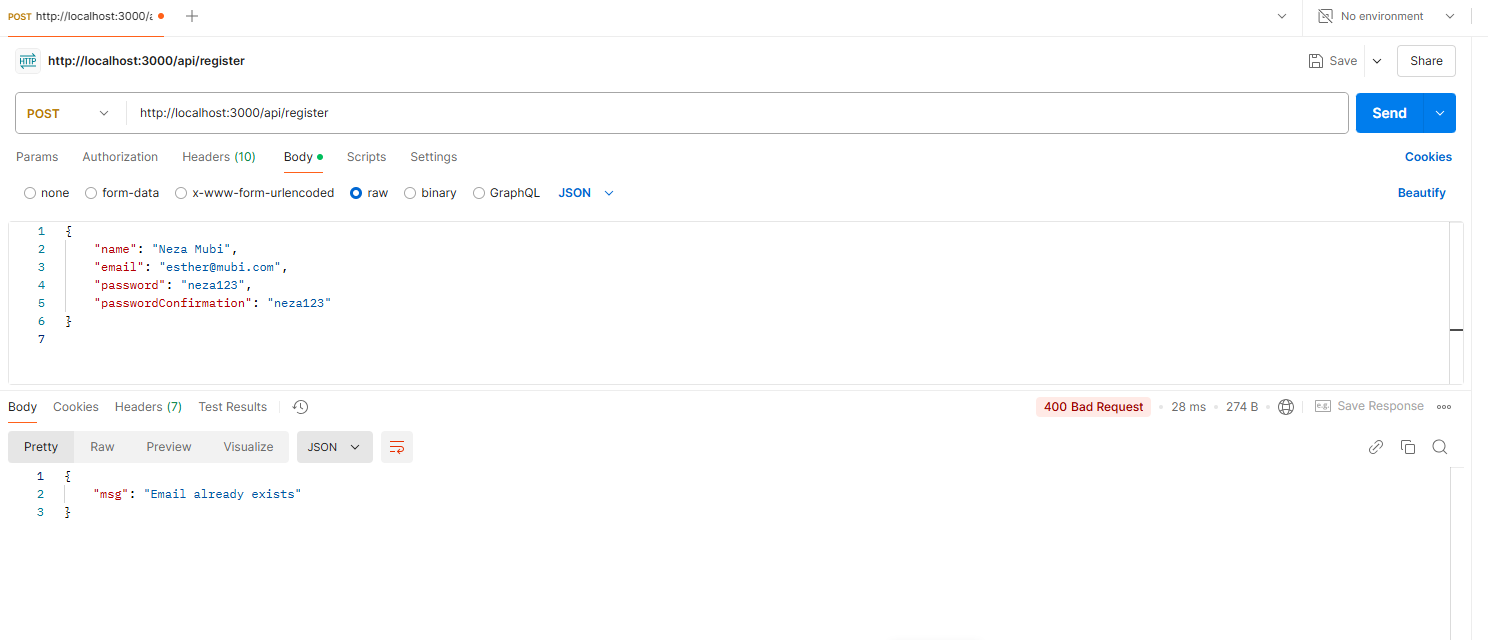 POST http://localhost:3000/a
No environment
HTTP http://localhost:3000/api/register
Save
Share
POST http://localhost:3000/api/register
Send
Params Authorization Headers (10) Body Scripts Settings
Cookies
none form-data x-www-form-urlencoded raw binary GraphQL JSON
Beautify
1 {
2 "name": "Neza Mubi",
3 "email": "esther@mubi.com",
4 "password": "neza123",
5 "passwordConfirmation": "neza123"
6 }
7
Body Cookies Headers (7) Test Results
400 Bad Request 28 ms 274 B e.g. Save Response
Pretty Raw Preview Visualize JSON
1 {
2 "msg": "Email already exists"
3 }